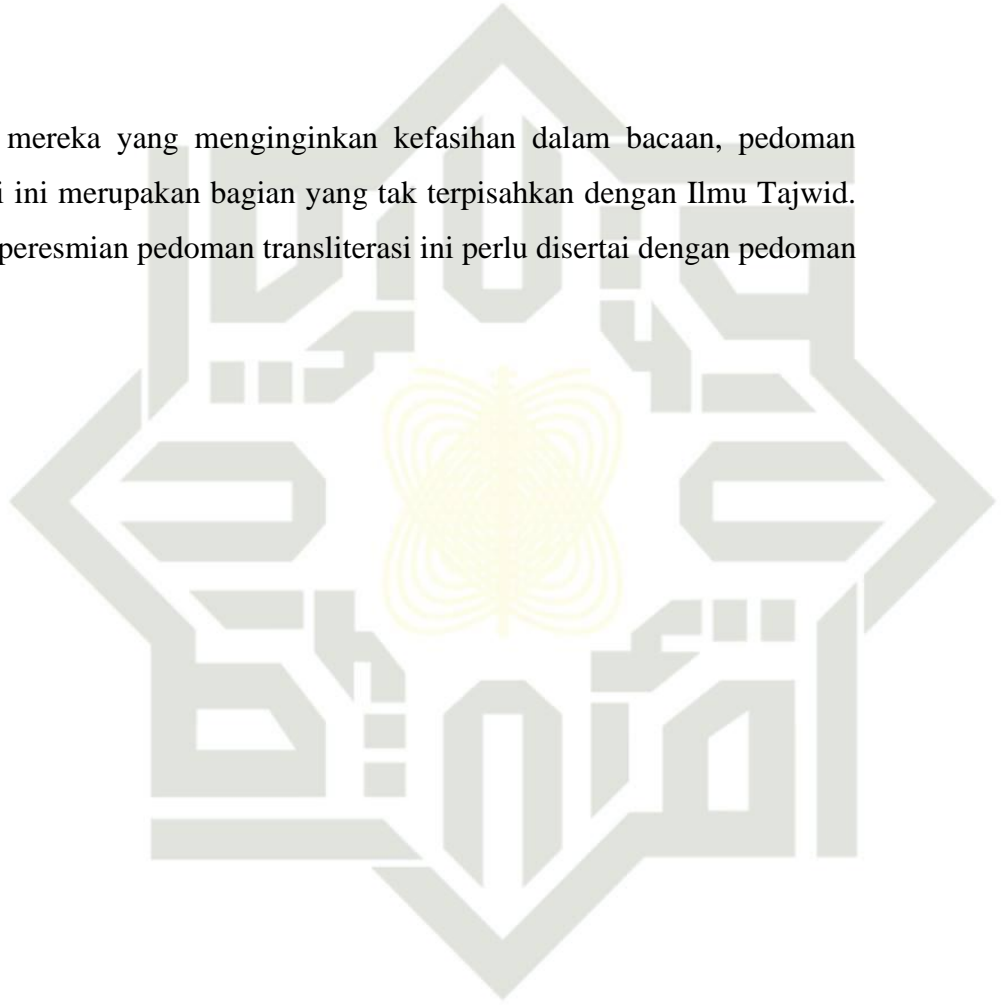 mereka yang menginginkan kefasihan dalam bacaan, pedoman
i ini merupakan bagian yang tak terpisahkan dengan Ilmu Tajwid.
peresmian pedoman transliterasi ini perlu disertai dengan pedoman